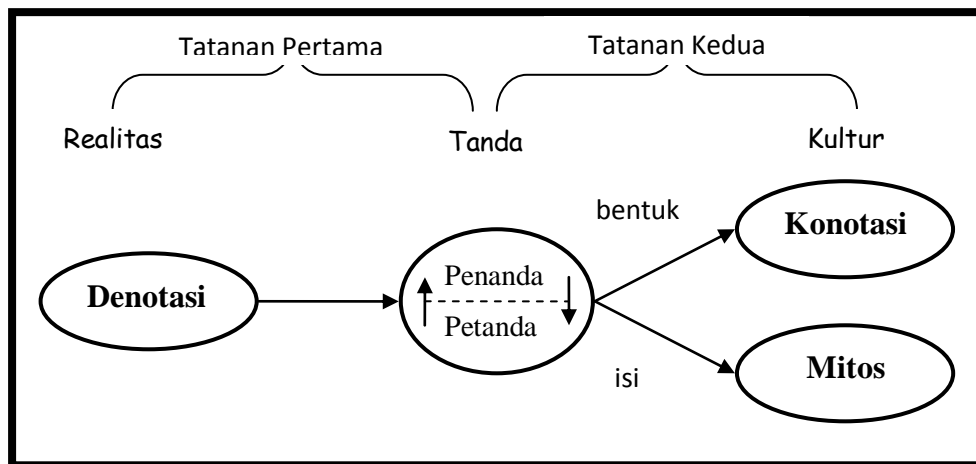 Tatanan Pertama Tatanan Kedua
Realitas Tanda Kultur
bentuk
Konotasi
Denotasi
Penanda
Petanda
isi
Mitos